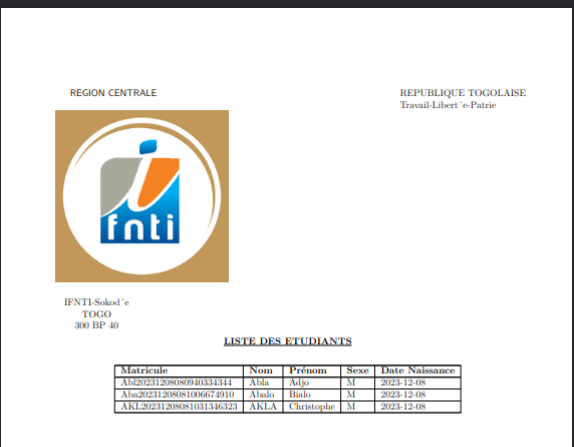 REGION CENTRALE
REPUBLIQUE TOGOLAISE
Travail-Libert ´e-Patrie
fnti
IFNTI-Sokod ´e
TOGO
300 BP 40
LISTE DES ETUDIANTS
Matricule Nom Prénom Sexe Date Naissance
Abl20231208080940334344 Abla Adjo M 2023-12-08
Aba20231208081006674910 Abalo Bialo M 2023-12-08
AKL20231208081031346323 AKLA Christophe M 2023-12-08